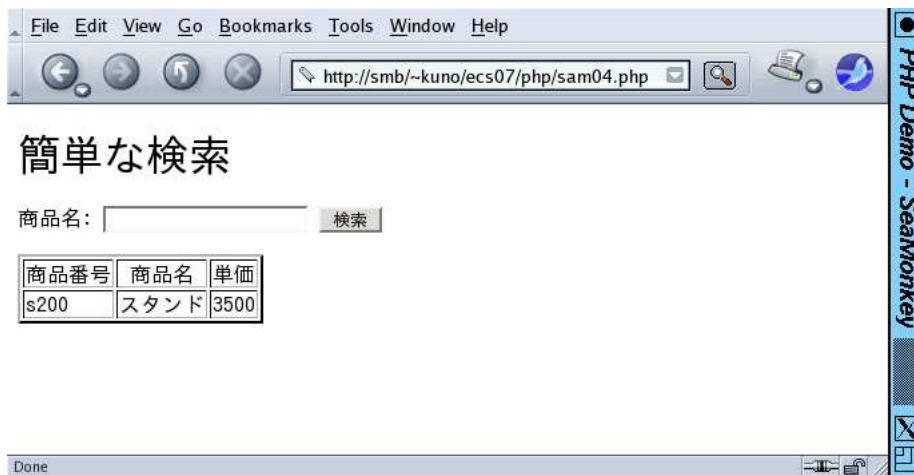 File Edit View Go Bookmarks Tools Window Help
http://smb/~kuno/ecs07/php/sam04.php
簡単な検索
商品名: 検索
商品番号 商品名 単価
s200 スタンド 3500
Done
PHP Demo - SeaMonkey